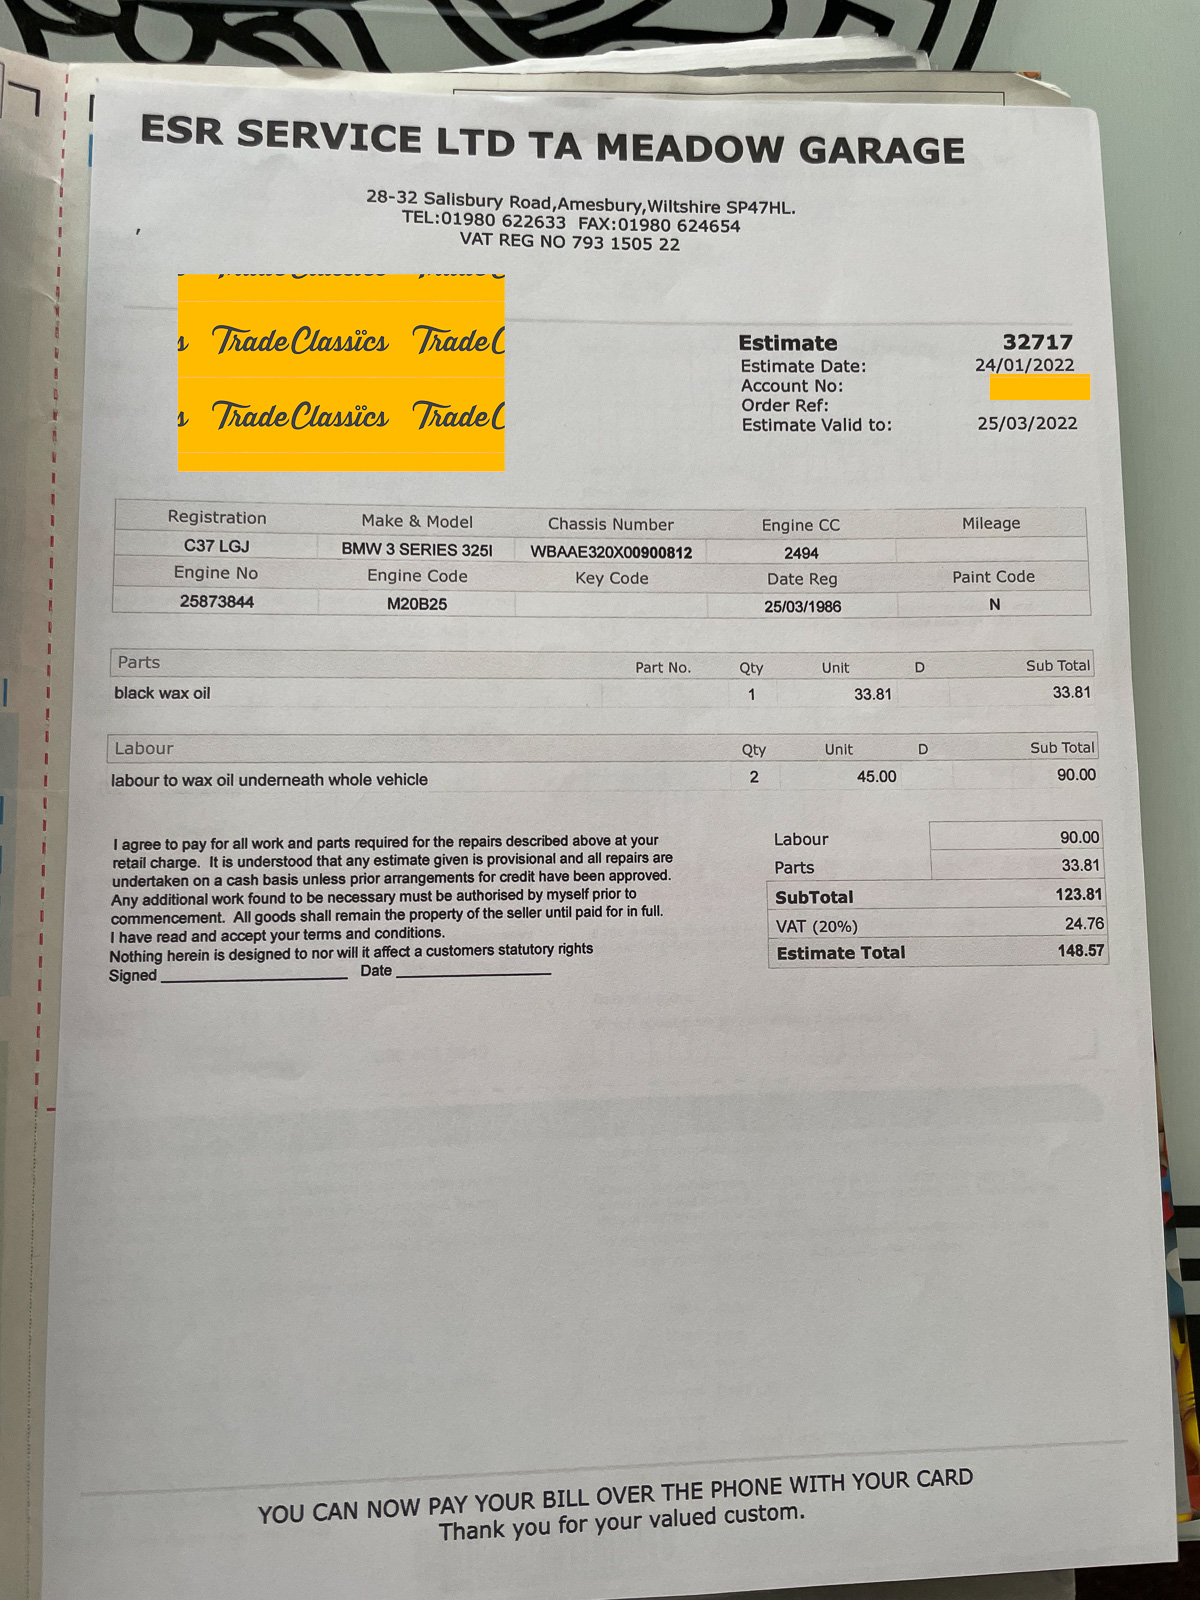 ESR SERVICE LTD TA MEADOW GARAGE
28-32 Salisbury Road,Amesbury,Wiltshire SP47HL.
TEL:01980 622633 FAX:01980 624654
VAT REG NO 793 1505 22
Trade Classics Trade C
Trade Classics Trade C
Estimate 32717
Estimate Date: 24/01/2022
Account No:
Order Ref:
Estimate Valid to: 25/03/2022
Registration Make & Model Chassis Number Engine CC Mileage
C37 LGJ BMW 3 SERIES 325I WBAAE320X00900812 2494
Engine No Engine Code Key Code Date Reg Paint Code
25873844 M20B25 25/03/1986 N
Parts Part No. Qty Unit D Sub Total
black wax oil 1 33.81 33.81
Labour Qty Unit D Sub Total
labour to wax oil underneath whole vehicle 2 45.00 90.00
I agree to pay for all work and parts required for the repairs described above at your
retail charge. It is understood that any estimate given is provisional and all repairs are
undertaken on a cash basis unless prior arrangements for credit have been approved.
Any additional work found to be necessary must be authorised by myself prior to
commencement. All goods shall remain the property of the seller until paid for in full.
I have read and accept your terms and conditions.
Nothing herein is designed to nor will it affect a customers statutory rights
Signed Date
Labour 90.00
Parts 33.81
SubTotal 123.81
VAT (20%) 24.76
Estimate Total 148.57
YOU CAN NOW PAY YOUR BILL OVER THE PHONE WITH YOUR CARD
Thank you for your valued custom.